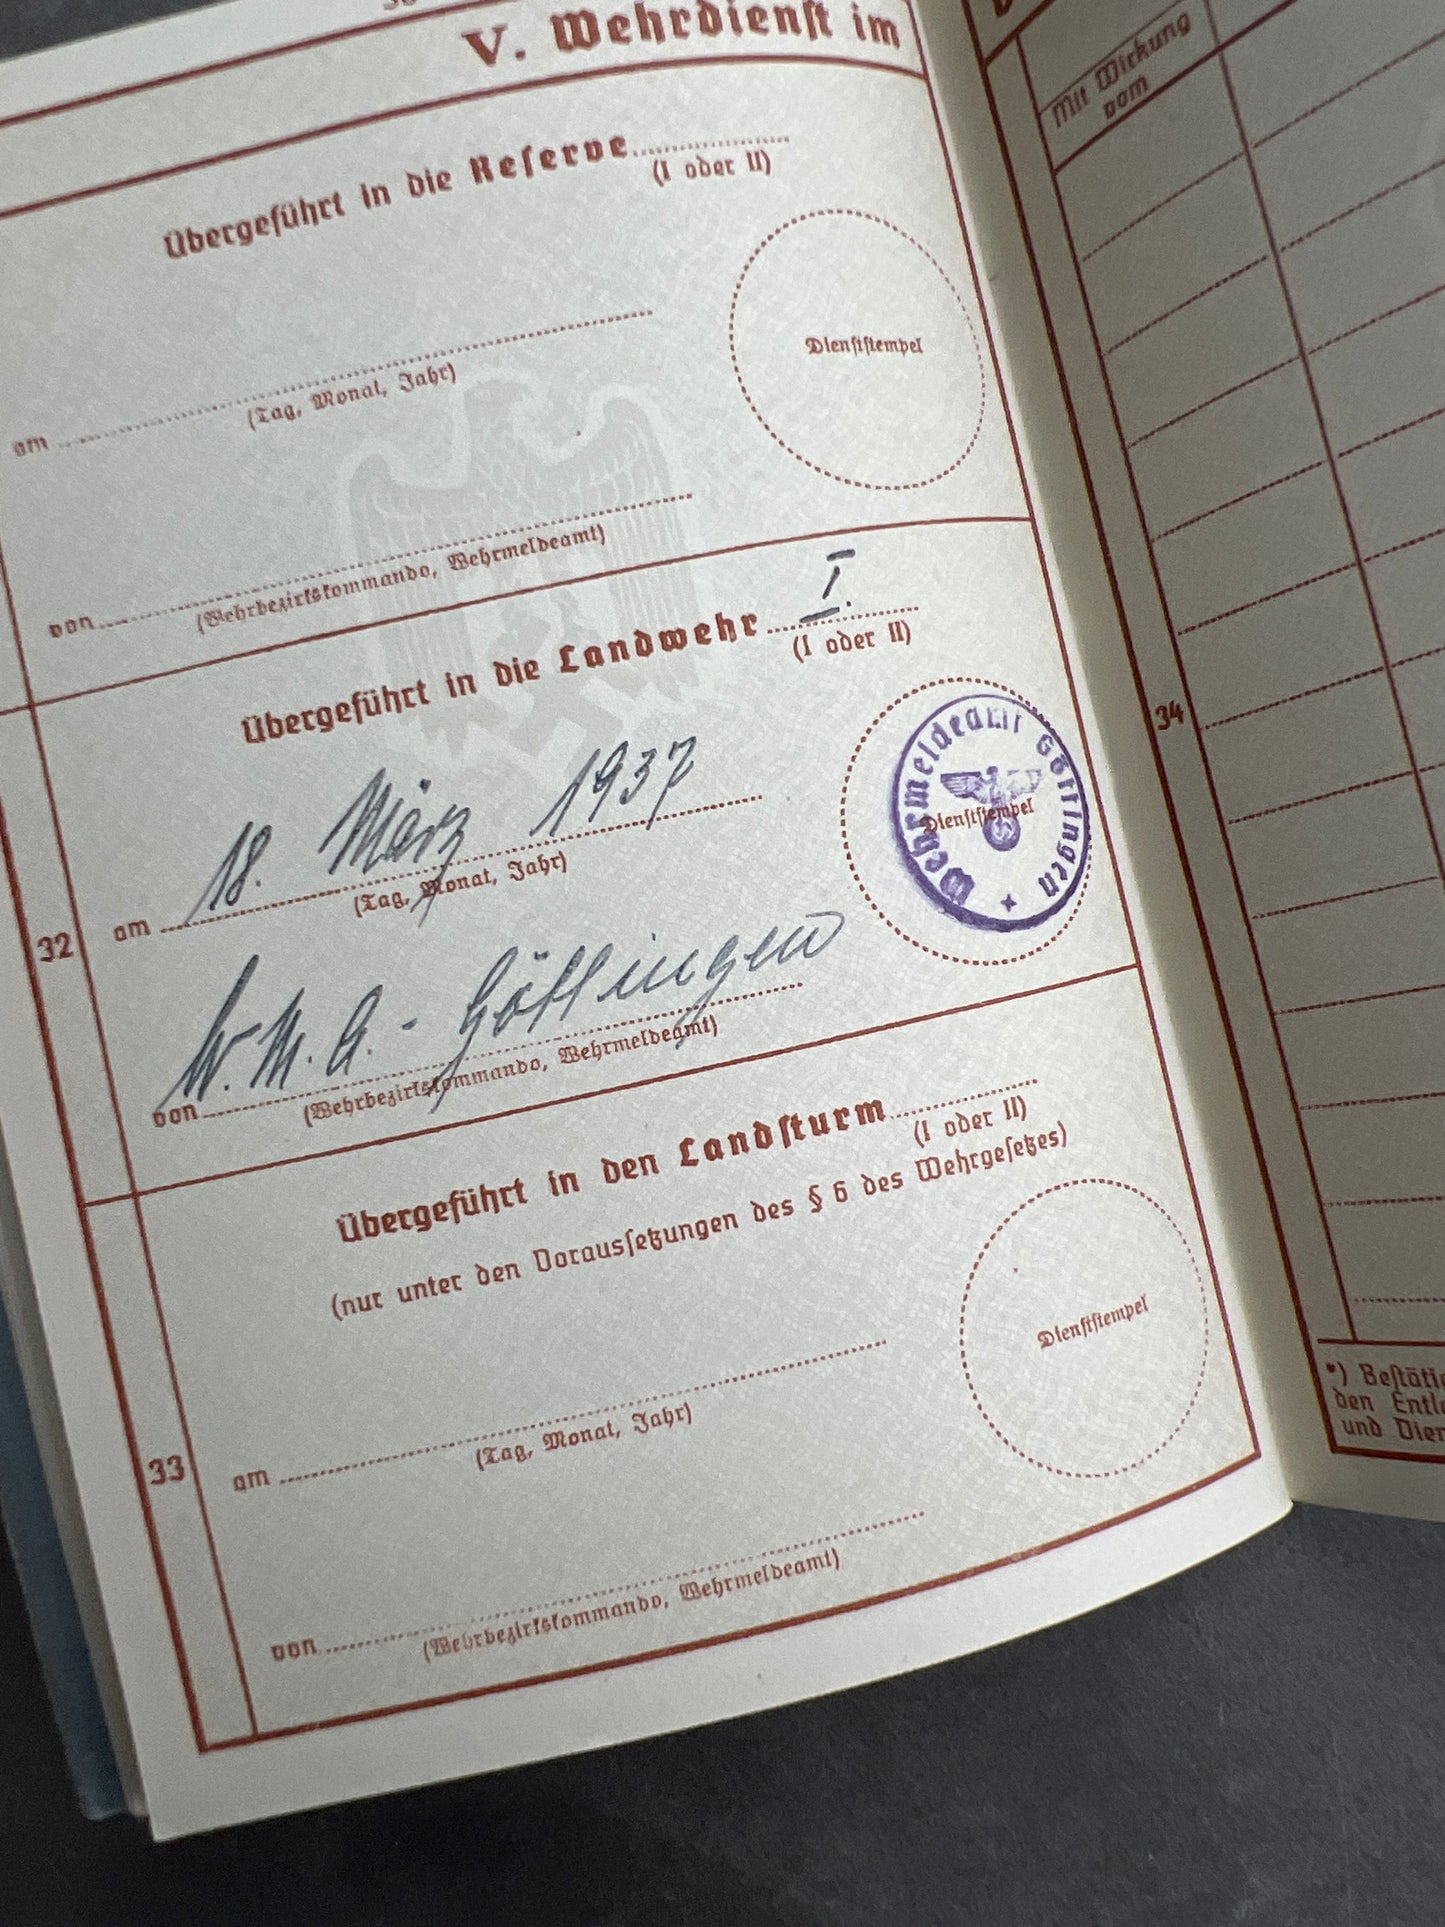 V. Wehrdienst im
Übergeführt in die Reserve
(I oder II)
Dienststempel
am
(Tag, Monat, Jahr)
von
(Wehrbezirkskommando, Wehrmeldeamt)
32
Übergeführt in die Landwehr I.
(I oder II)
am 18. März 1937
(Tag, Monat, Jahr)
Dienststempel
Wehrmeldeamt Göttingen
von W.M.A. - Göttingen
(Wehrbezirkskommando, Wehrmeldeamt)
33
Übergeführt in den Landsturm
(I oder II)
(nur unter den Voraussetzungen des § 6 des Wehrgesetzes)
Dienststempel
am
(Tag, Monat, Jahr)
von
(Wehrbezirkskommando, Wehrmeldeamt)
Mit Wirkung
vom
34
*)
den
und